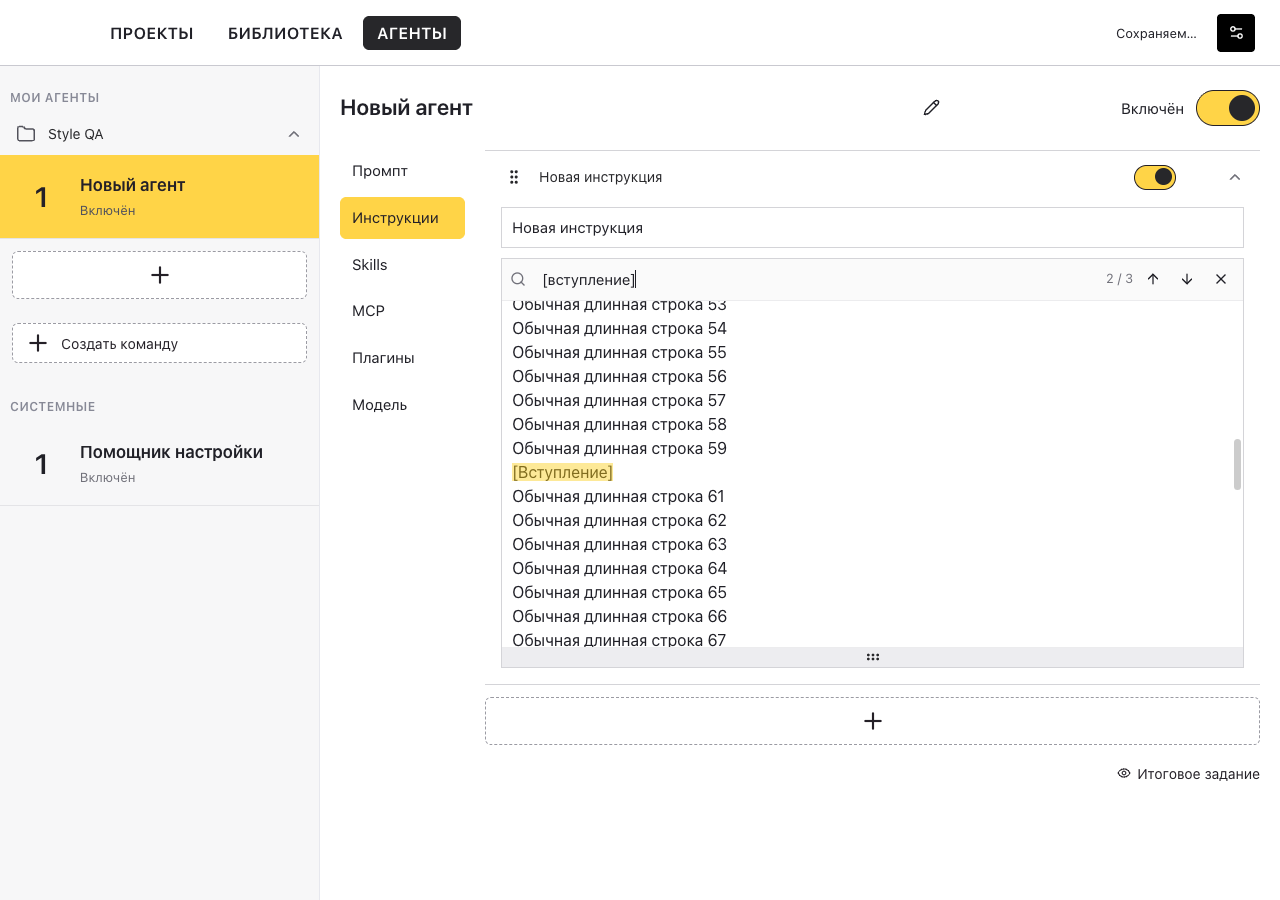 ПРОЕКТЫ БИБЛИОТЕКА АГЕНТЫ Сохраняем...
МОИ АГЕНТЫ
Style QA
1 Новый агент
Включён
Создать команду
СИСТЕМНЫЕ
1 Помощник настройки
Включён
Новый агент Включён
Промпт
Инструкции
Skills
MCP
Плагины
Модель
Новая инструкция
Новая инструкция
[вступление] 2 / 3
Обычная длинная строка 53
Обычная длинная строка 54
Обычная длинная строка 55
Обычная длинная строка 56
Обычная длинная строка 57
Обычная длинная строка 58
Обычная длинная строка 59
[Вступление]
Обычная длинная строка 61
Обычная длинная строка 62
Обычная длинная строка 63
Обычная длинная строка 64
Обычная длинная строка 65
Обычная длинная строка 66
Обычная длинная строка 67
Итоговое задание